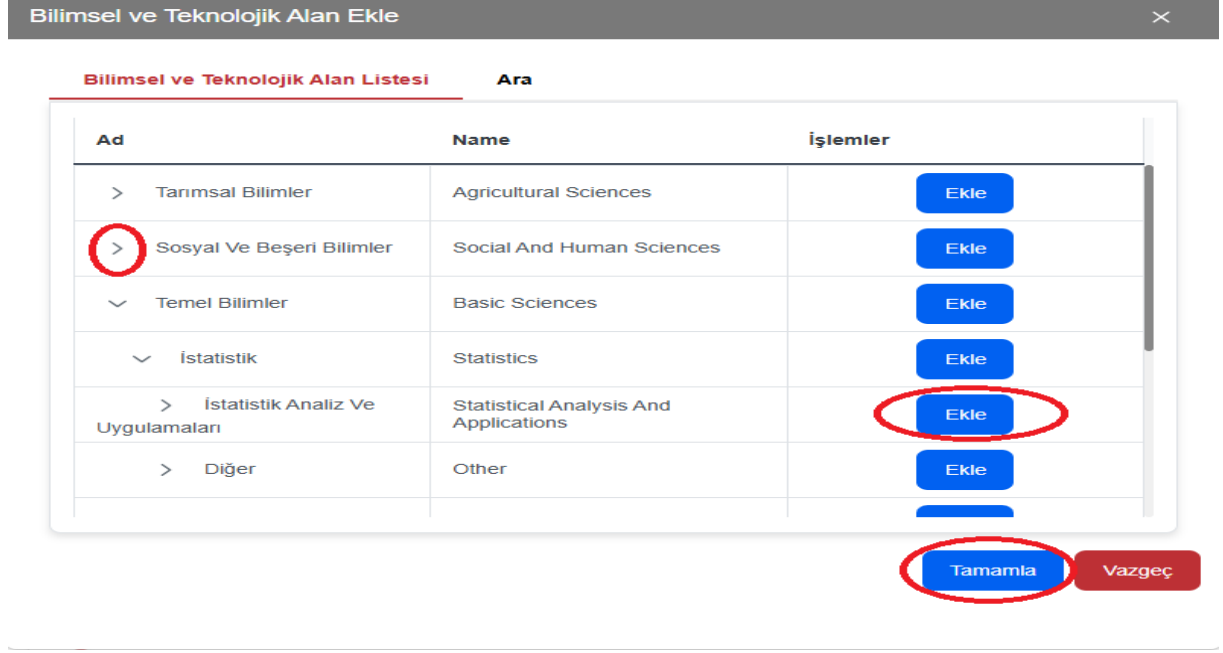 Bilimsel ve Teknolojik Alan Ekle
Bilimsel ve Teknolojik Alan Listesi Ara
Ad Name İşlemler
Tarımsal Bilimler Agricultural Sciences Ekle
Sosyal Ve Beşeri Bilimler Social And Human Sciences Ekle
Temel Bilimler Basic Sciences Ekle
İstatistik Statistics Ekle
İstatistik Analiz Ve
Uygulamaları
Statistical Analysis And
Applications
Ekle
Diğer Other Ekle
Tamamla Vazgeç